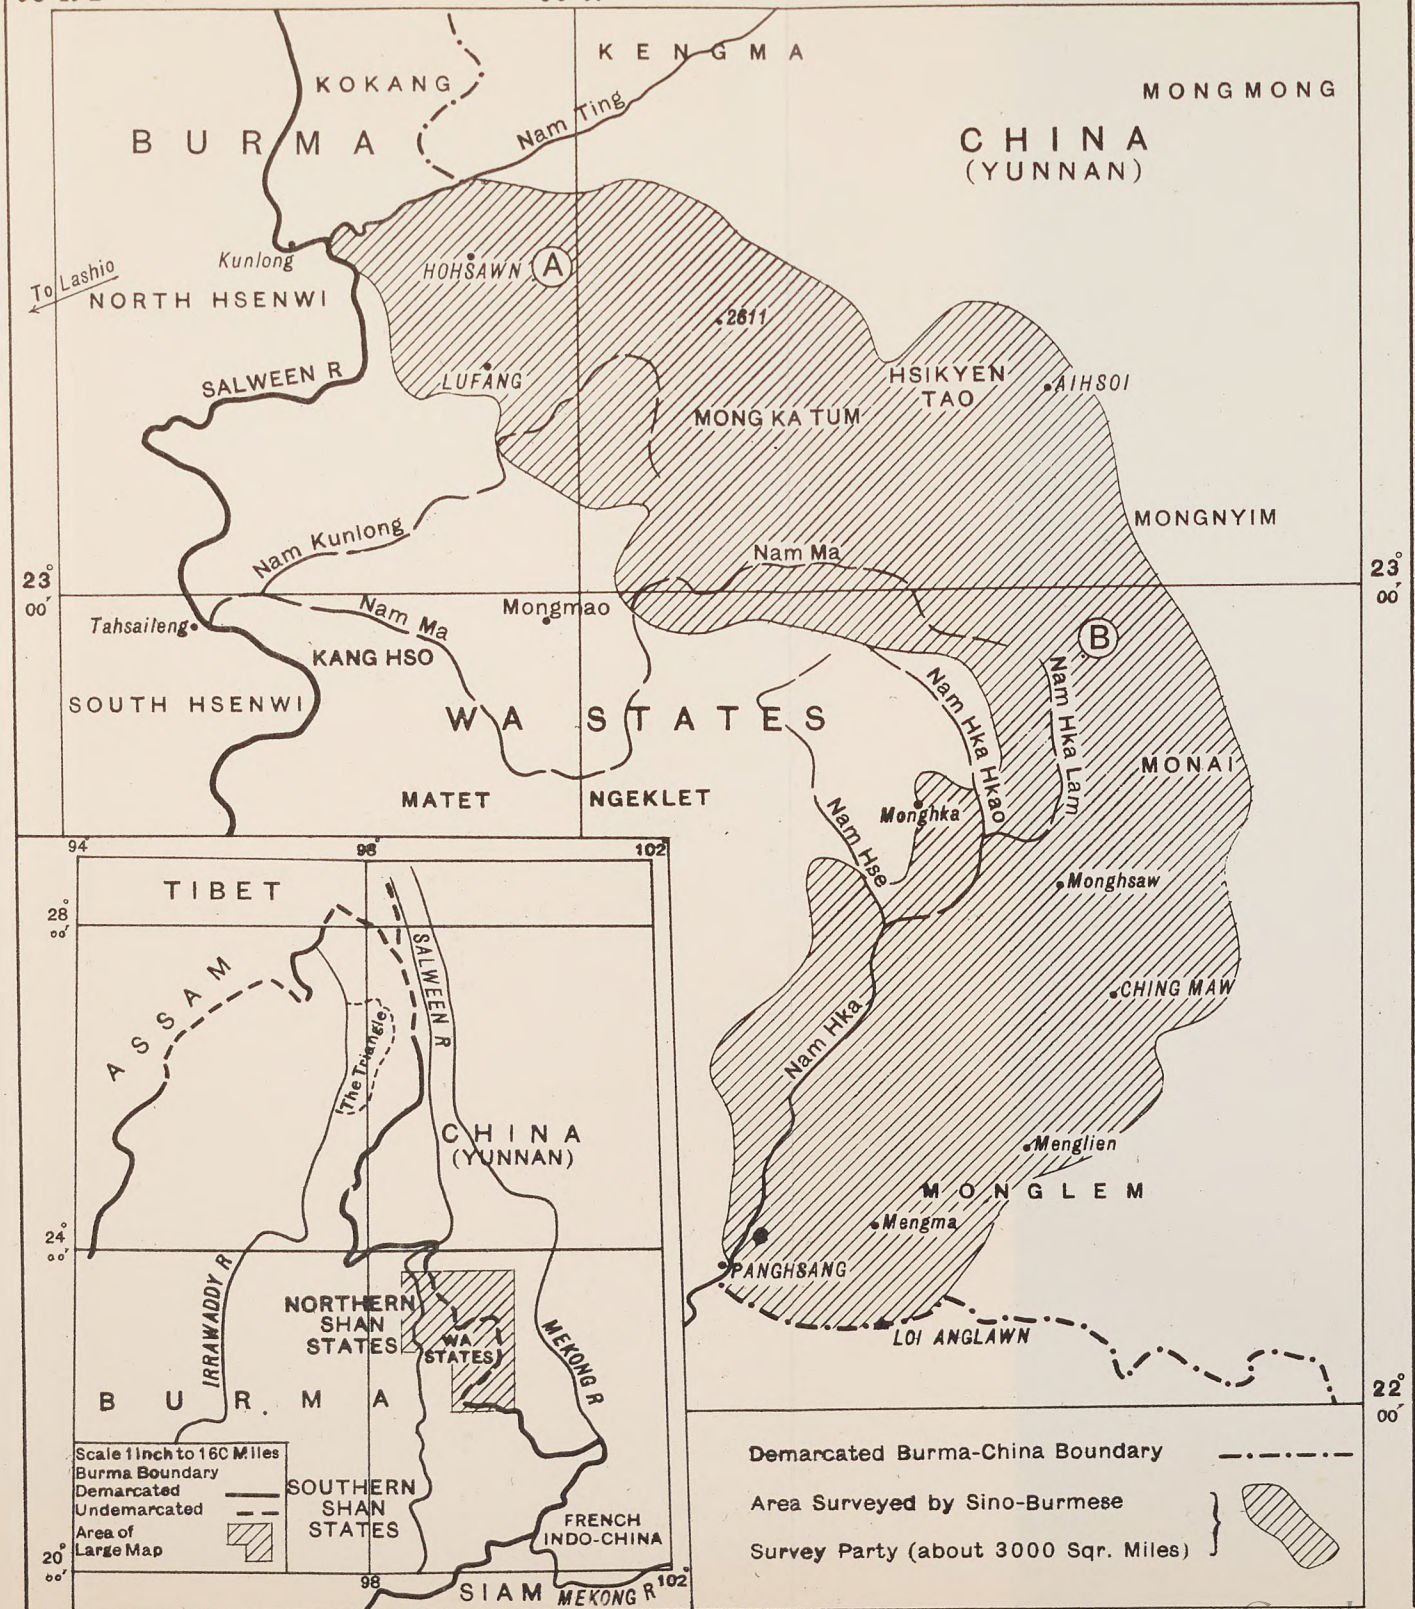 KENGMA
KOKANG
MONGMONG
Nam Ting
BURMA
CHINA
(YUNNAN)
Kunlong
HOHSAWN
A
To Lashio
NORTH HSENWI
2611
SALWEEN R
LUFANG
HSIKYEN
TAO
AIHSOI
MONG KA TUM
MONGNYIM
Nam Kunlong
Nam Ma
23°
00'
23°
00'
Nam Ma
Mongmao
Tahsaileng
B
KANG HSO
SOUTH HSENWI
WA STATES
Nam Hka Hkao
Nam Hka Lam
MONAI
MATET
NGEKLET
Monghka
Nam Hse
Monghsaw
CHING MAW
Nam Hka
Menglien
MONGLEM
Mengma
PANGHSANG
LOI ANGLAWN
22°
00'
Demarcated Burma-China Boundary
Area Surveyed by Sino-Burmese
Survey Party (about 3000 Sqr. Miles)
94°
98°
102°
TIBET
28°
00'
SALWEEN R
ASSAM
(The Triangle)
CHINA
(YUNNAN)
24°
00'
IRRAWADDY R
NORTHERN
SHAN
STATES
WA
STATES
MEKONG R
BURMA
Scale 1 Inch to 160 Miles
Burma Boundary
Demarcated
Undemarcated
Area of
Large Map
SOUTHERN
SHAN
STATES
FRENCH
INDO-CHINA
20°
00'
98
102°
SIAM
MEKONG R